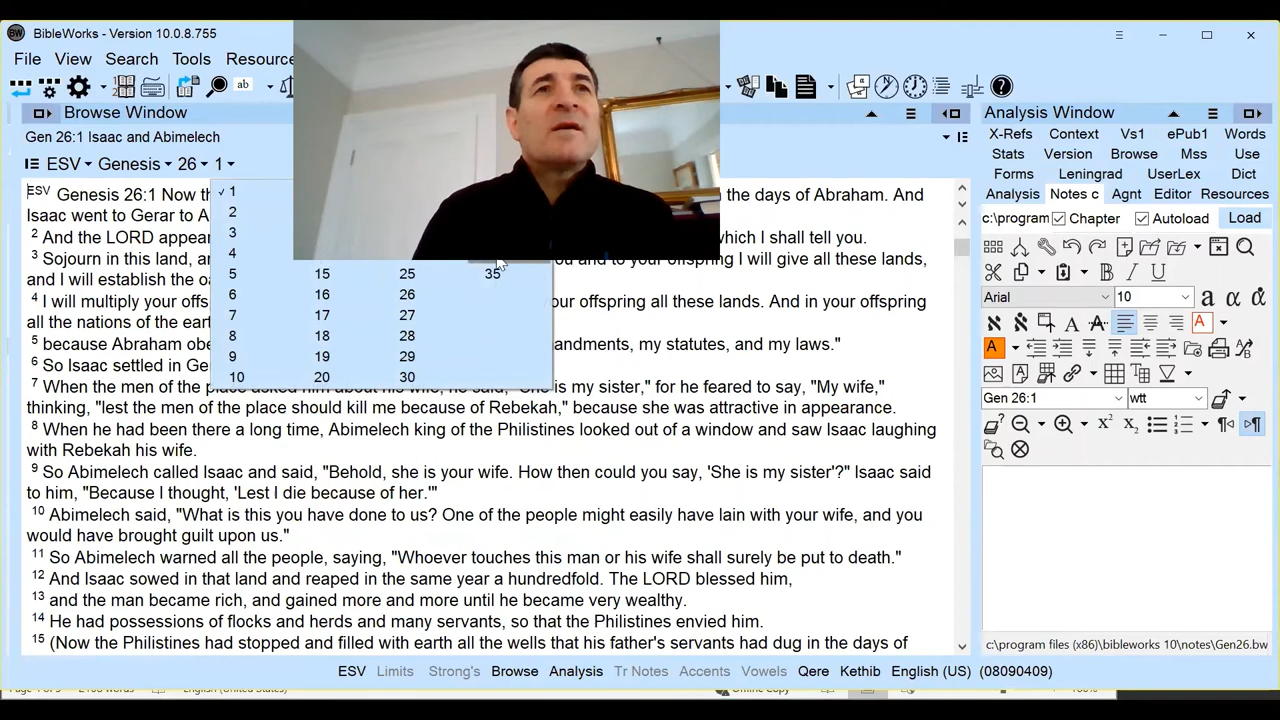 BibleWorks - Version 10.0.8.755
File View Search Tools Resource
ab
Browse Window
Gen 26:1 Isaac and Abimelech
ESV Genesis 26 1
ESV Genesis 26:1 Now th the days of Abraham. And
Isaac went to Gerar to A
2 And the LORD appear which I shall tell you.
3 Sojourn in this land, an ou and to your offspring I will give all these lands,
and I will establish the oa
4 I will multiply your offs our offspring all these lands. And in your offspring
all the nations of the eart
5 because Abraham obe andments, my statutes, and my laws."
6 So Isaac settled in Ger
7 When the men of the place asked him about his wife, he said, "She is my sister," for he feared to say, "My wife,"
thinking, "lest the men of the place should kill me because of Rebekah," because she was attractive in appearance.
8 When he had been there a long time, Abimelech king of the Philistines looked out of a window and saw Isaac laughing
with Rebekah his wife.
9 So Abimelech called Isaac and said, "Behold, she is your wife. How then could you say, 'She is my sister'?" Isaac said
to him, "Because I thought, 'Lest I die because of her.'"
10 Abimelech said, "What is this you have done to us? One of the people might easily have lain with your wife, and you
would have brought guilt upon us."
11 So Abimelech warned all the people, saying, "Whoever touches this man or his wife shall surely be put to death."
12 And Isaac sowed in that land and reaped in the same year a hundredfold. The LORD blessed him,
13 and the man became rich, and gained more and more until he became very wealthy.
14 He had possessions of flocks and herds and many servants, so that the Philistines envied him.
15 (Now the Philistines had stopped and filled with earth all the wells that his father's servants had dug in the days of
1
2
3
4
5 15 25 35
6 16 26
7 17 27
8 18 28
9 19 29
10 20 30
Analysis Window
X-Refs Context Vs1 ePub1 Words
Stats Version Browse Mss Use
Forms Leningrad UserLex Dict
Analysis Notes c Agnt Editor Resources
c:\program Chapter Autoload Load
Arial 10
Gen 26:1 wtt
c:\program files (x86)\bibleworks 10\notes\Gen26.bw
ESV Limits Strong's Browse Analysis Tr Notes Accents Vowels Qere Kethib English (US) (08090409)